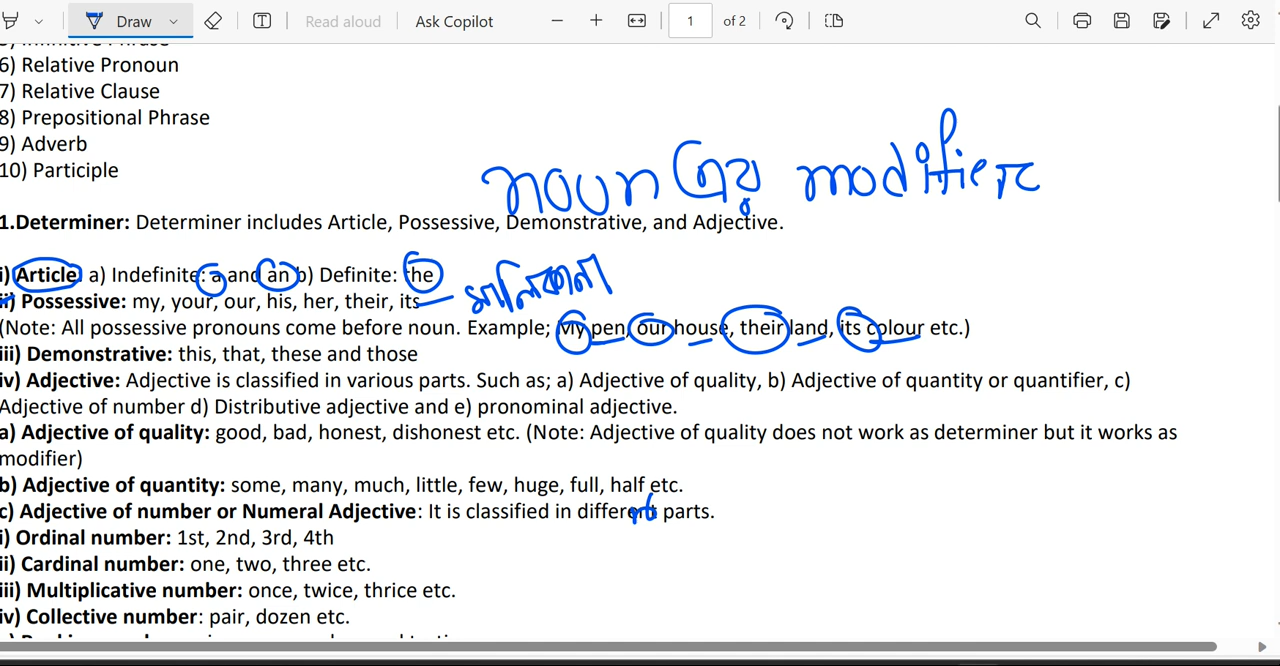 Draw
Read aloud
Ask Copilot
1
of 2
5) Infinitive Phrase
6) Relative Pronoun
7) Relative Clause
8) Prepositional Phrase
9) Adverb
10) Participle
noun এর modifier
1.Determiner: Determiner includes Article, Possessive, Demonstrative, and Adjective.
i) Article a) Indefinite: a and an b) Definite: the
ii) Possessive: my, your, our, his, her, their, its
(Note: All possessive pronouns come before noun. Example; My pen, our house, their land, its colour etc.)
iii) Demonstrative: this, that, these and those
iv) Adjective: Adjective is classified in various parts. Such as; a) Adjective of quality, b) Adjective of quantity or quantifier, c)
Adjective of number d) Distributive adjective and e) pronominal adjective.
a) Adjective of quality: good, bad, honest, dishonest etc. (Note: Adjective of quality does not work as determiner but it works as
modifier)
b) Adjective of quantity: some, many, much, little, few, huge, full, half etc.
c) Adjective of number or Numeral Adjective: It is classified in different parts.
i) Ordinal number: 1st, 2nd, 3rd, 4th
ii) Cardinal number: one, two, three etc.
iii) Multiplicative number: once, twice, thrice etc.
iv) Collective number: pair, dozen etc.